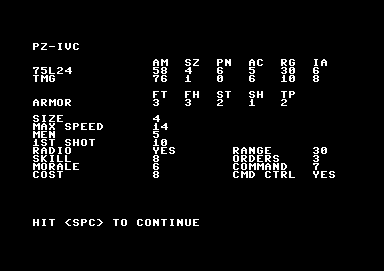 PZ-IVC
AM SZ PN AC RG IA
75L24 58 4 6 5 30 6
TMG 76 1 0 6 10 8
FT FH ST SH TP
ARMOR 3 3 2 1 2
SIZE 4
MAX SPEED 14
MEN 5
1ST SHOT 10
RADIO YES RANGE 30
SKILL 8 ORDERS 3
MORALE 6 COMMAND 7
COST 8 CMD CTRL YES
HIT <SPC> TO CONTINUE